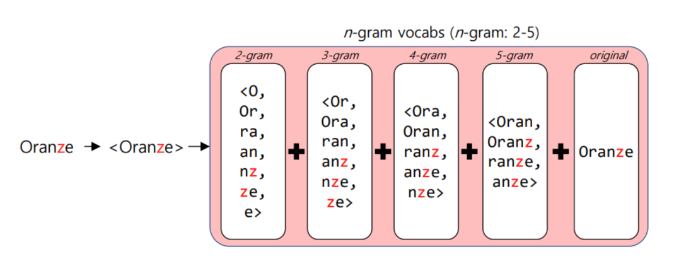 n-gram vocabs (n-gram: 2-5)
2-gram
3-gram
4-gram
5-gram
original
Oranze → <Oranze> →
<O,
Or,
ra,
an,
nz,
ze,
e>
+
<Or,
Ora,
ran,
anz,
nze,
ze>
+
<Ora,
Oran,
ranz,
anze,
nze>
+
<Oran,
Oranz,
ranze,
anze>
+
Oranze